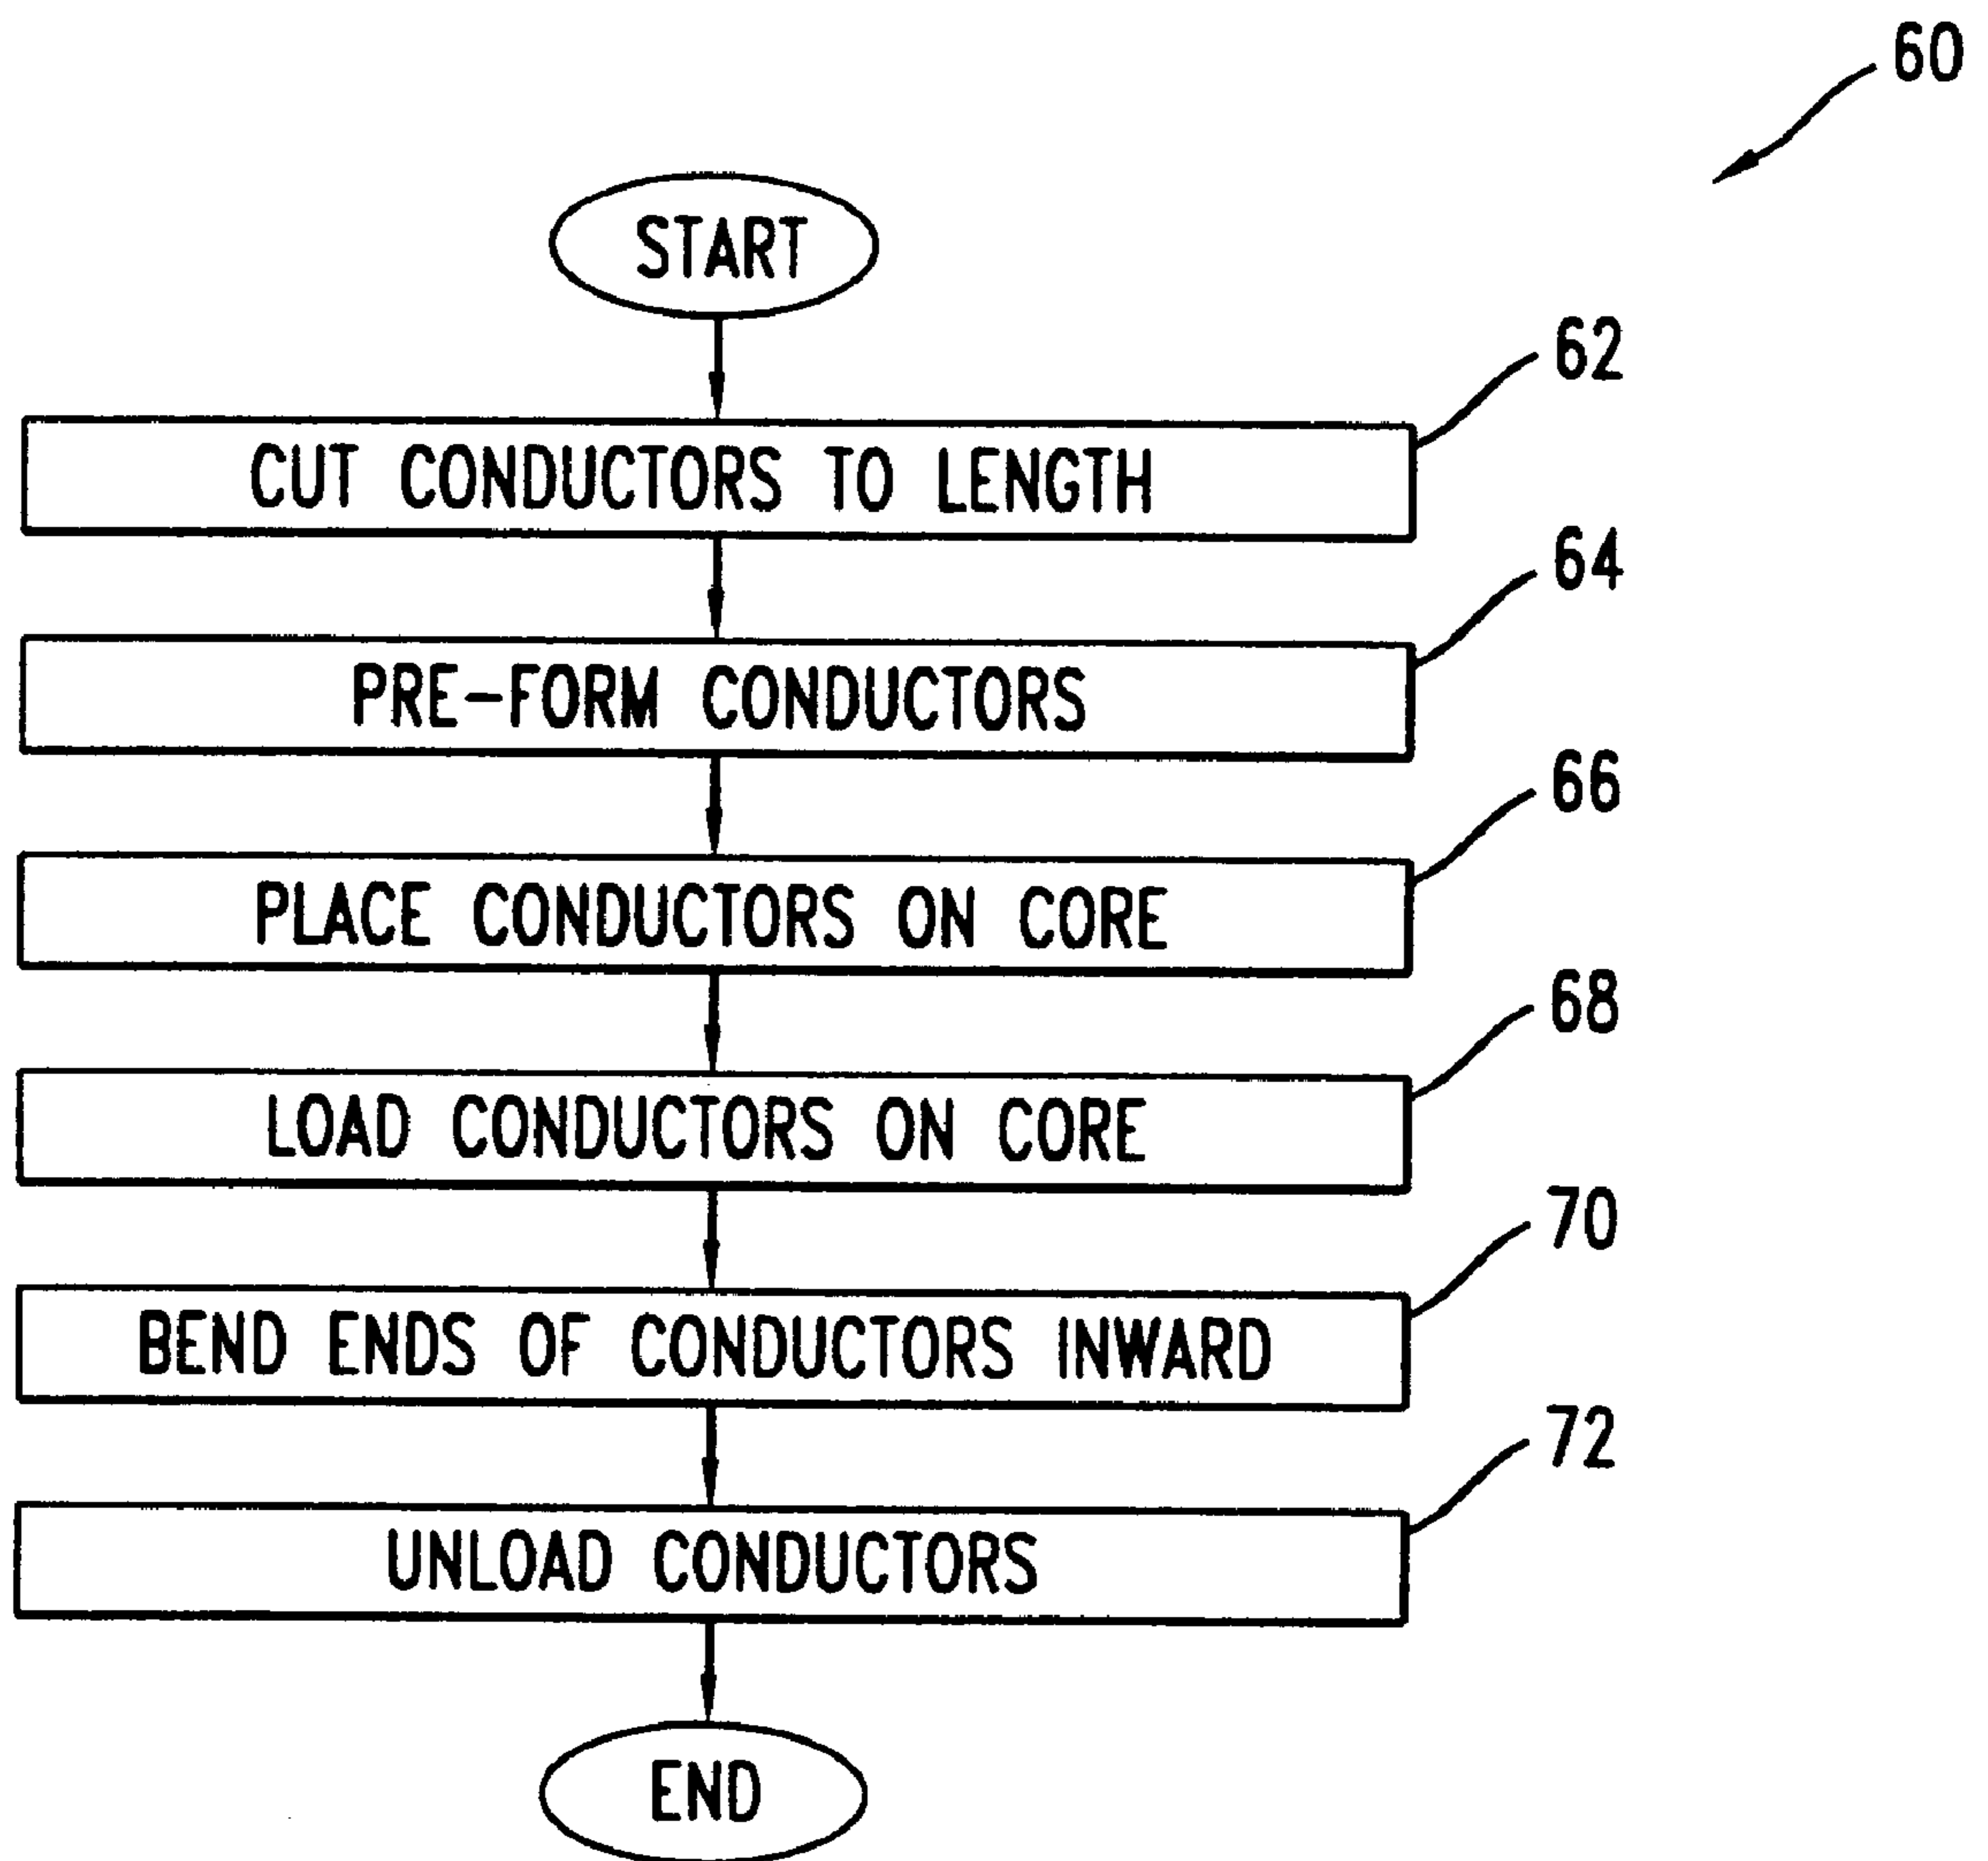 60
START
62
CUT CONDUCTORS TO LENGTH
64
PRE-FORM CONDUCTORS
66
PLACE CONDUCTORS ON CORE
68
LOAD CONDUCTORS ON CORE
70
BEND ENDS OF CONDUCTORS INWARD
72
UNLOAD CONDUCTORS
END